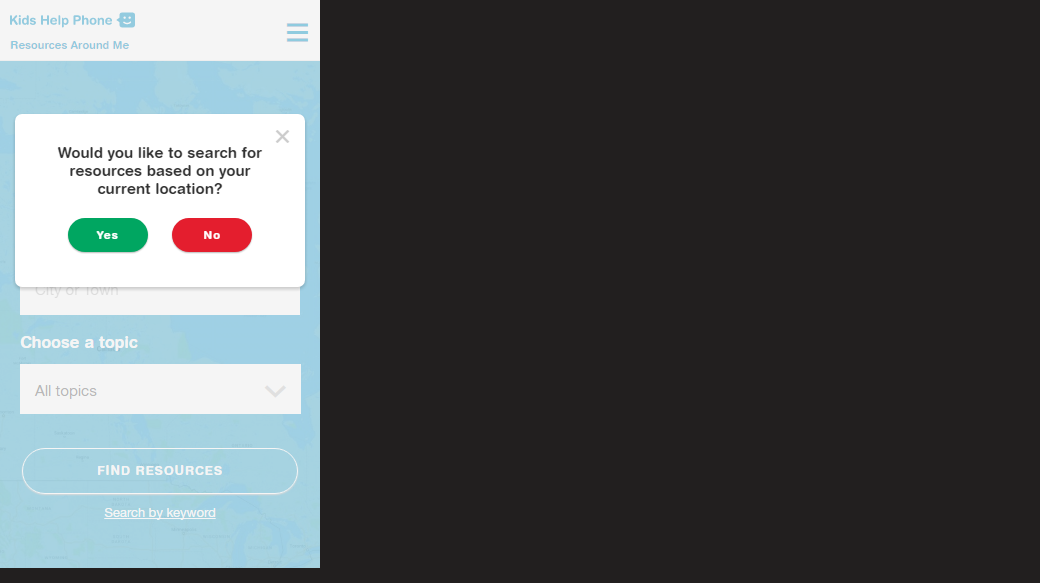 Kids Help Phone
Resources Around Me
Would you like to search for
resources based on your
current location?
Yes
No
City or Town
Choose a topic
All topics
FIND RESOURCES
Search by keyword